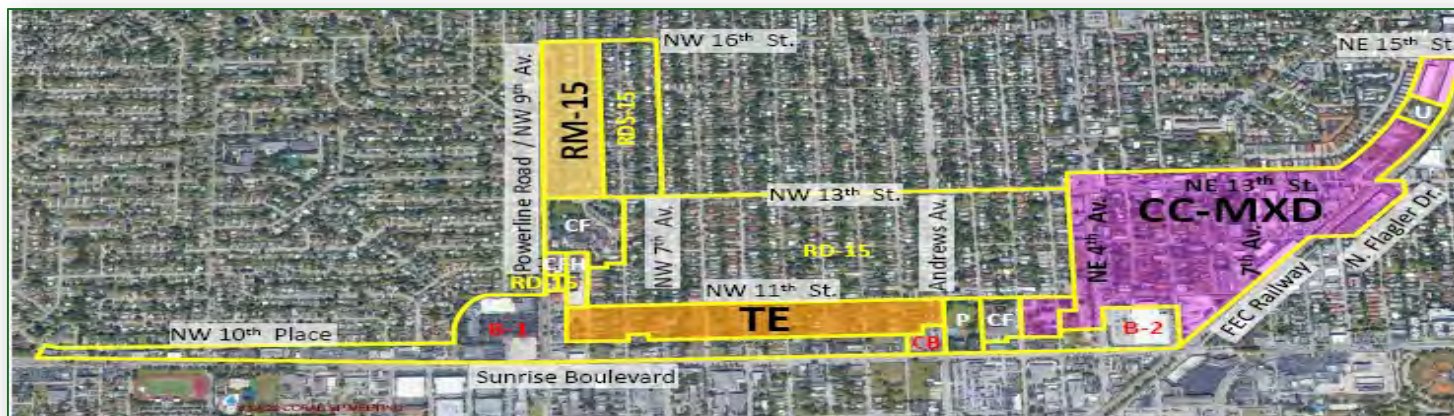 NW 16th St.
NE 15th St
Powerline Road / NW 9th Av.
RM-15
RDS-15
U
NW 13th St.
NE 13th St.
CC-MXD
CF
NW 7th Av.
RD-15
Andrews Av.
NE 4th Av.
7th Av.
N. Flagler Dr.
FEC Railway
CFH
RD-15
NW 11th St.
NW 10th Place
B-1
TE
P
CF
B-2
CB
Sunrise Boulevard